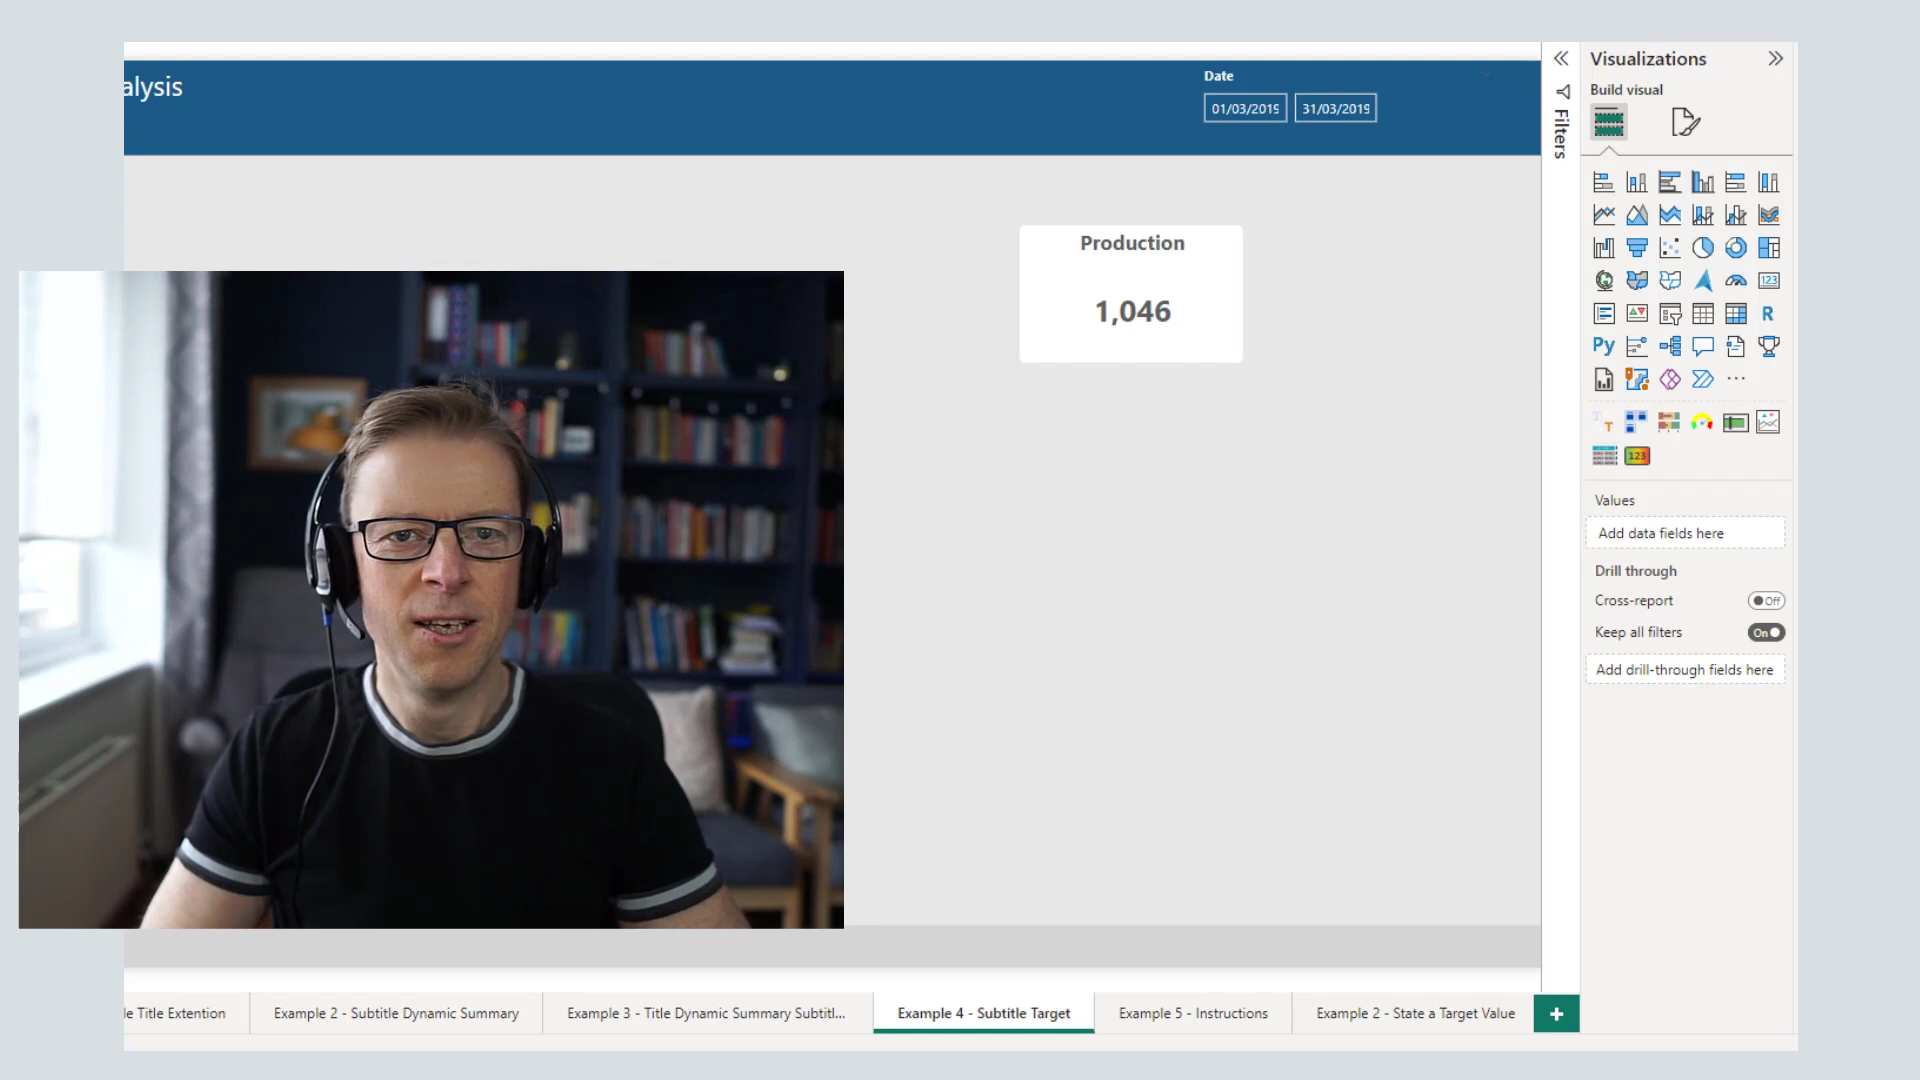 alysis
Date
01/03/2019
31/03/2019
Production
1,046
Filters
Visualizations
Build visual
123
R
Py
T
123
Values
Add data fields here
Drill through
Cross-report
Off
Keep all filters
On
Add drill-through fields here
le Title Extention
Example 2 - Subtitle Dynamic Summary
Example 3 - Title Dynamic Summary Subtitl...
Example 4 - Subtitle Target
Example 5 - Instructions
Example 2 - State a Target Value
+